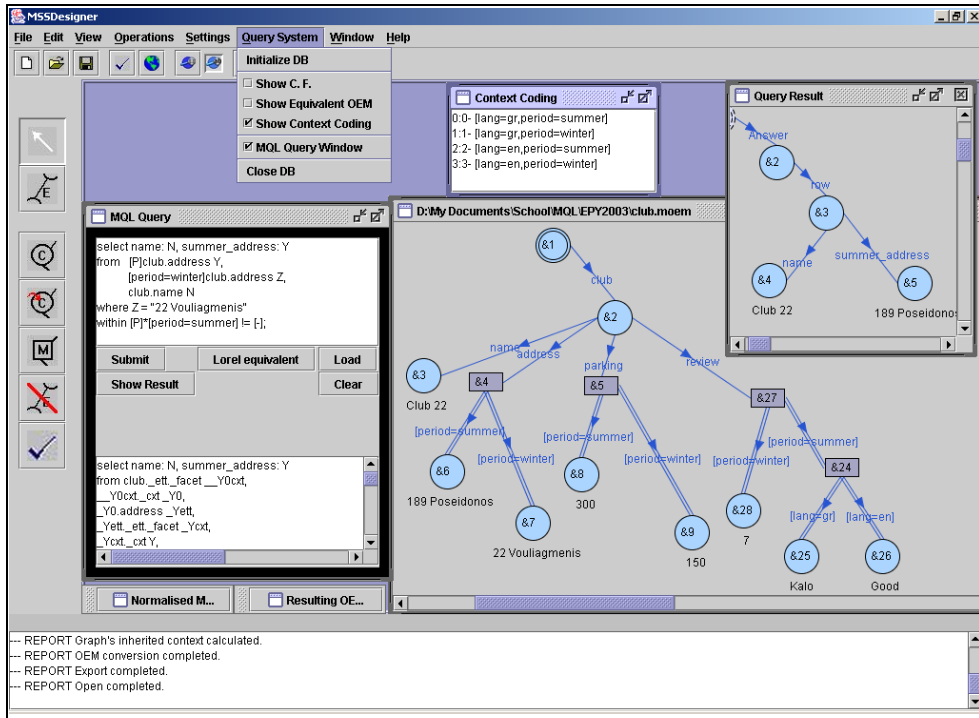 MSSDesigner
File Edit View Operations Settings Query System Window Help
Initialize DB
Show C. F.
Show Equivalent OEM
Show Context Coding
MQL Query Window
Close DB
E
C
C
M
E
Context Coding
0:0- [lang=gr,period=summer]
1:1- [lang=gr,period=winter]
2:2- [lang=en,period=summer]
3:3- [lang=en,period=winter]
Query Result
Answer
&2
row
&3
name
summer_address
&4
&5
Club 22
189 Poseidonos
MQL Query
select name: N, summer_address: Y
from [P]club.address Y,
[period=winter]club.address Z,
club.name N
where Z = "22 Vouliagmenis"
within [P]*[period=summer] != [-];
Submit Lorel equivalent Load
Show Result Clear
select name: N, summer_address: Y
from club._ett._facet __Y0cxt,
__Y0cxt._cxt _Y0,
_Y0.address _Yett,
_Yett._ett._facet _Ycxt,
_Ycxt._cxt Y,
D:\My Documents\School\MQL\EPY2003\club.moem
&1
club
&2
name
address
parking
review
&3
&4
&5
&27
Club 22
[period=summer]
[period=winter]
[period=summer]
[period=winter]
[period=winter]
[period=summer]
&24
&6
&7
&8
&9
&28
[lang=gr]
[lang=en]
189 Poseidonos
22 Vouliagmenis
300
150
7
&25
&26
Kalo
Good
Normalised M... Resulting OE...
--- REPORT Graph's inherited context calculated.
--- REPORT OEM conversion completed.
--- REPORT Export completed.
--- REPORT Open completed.